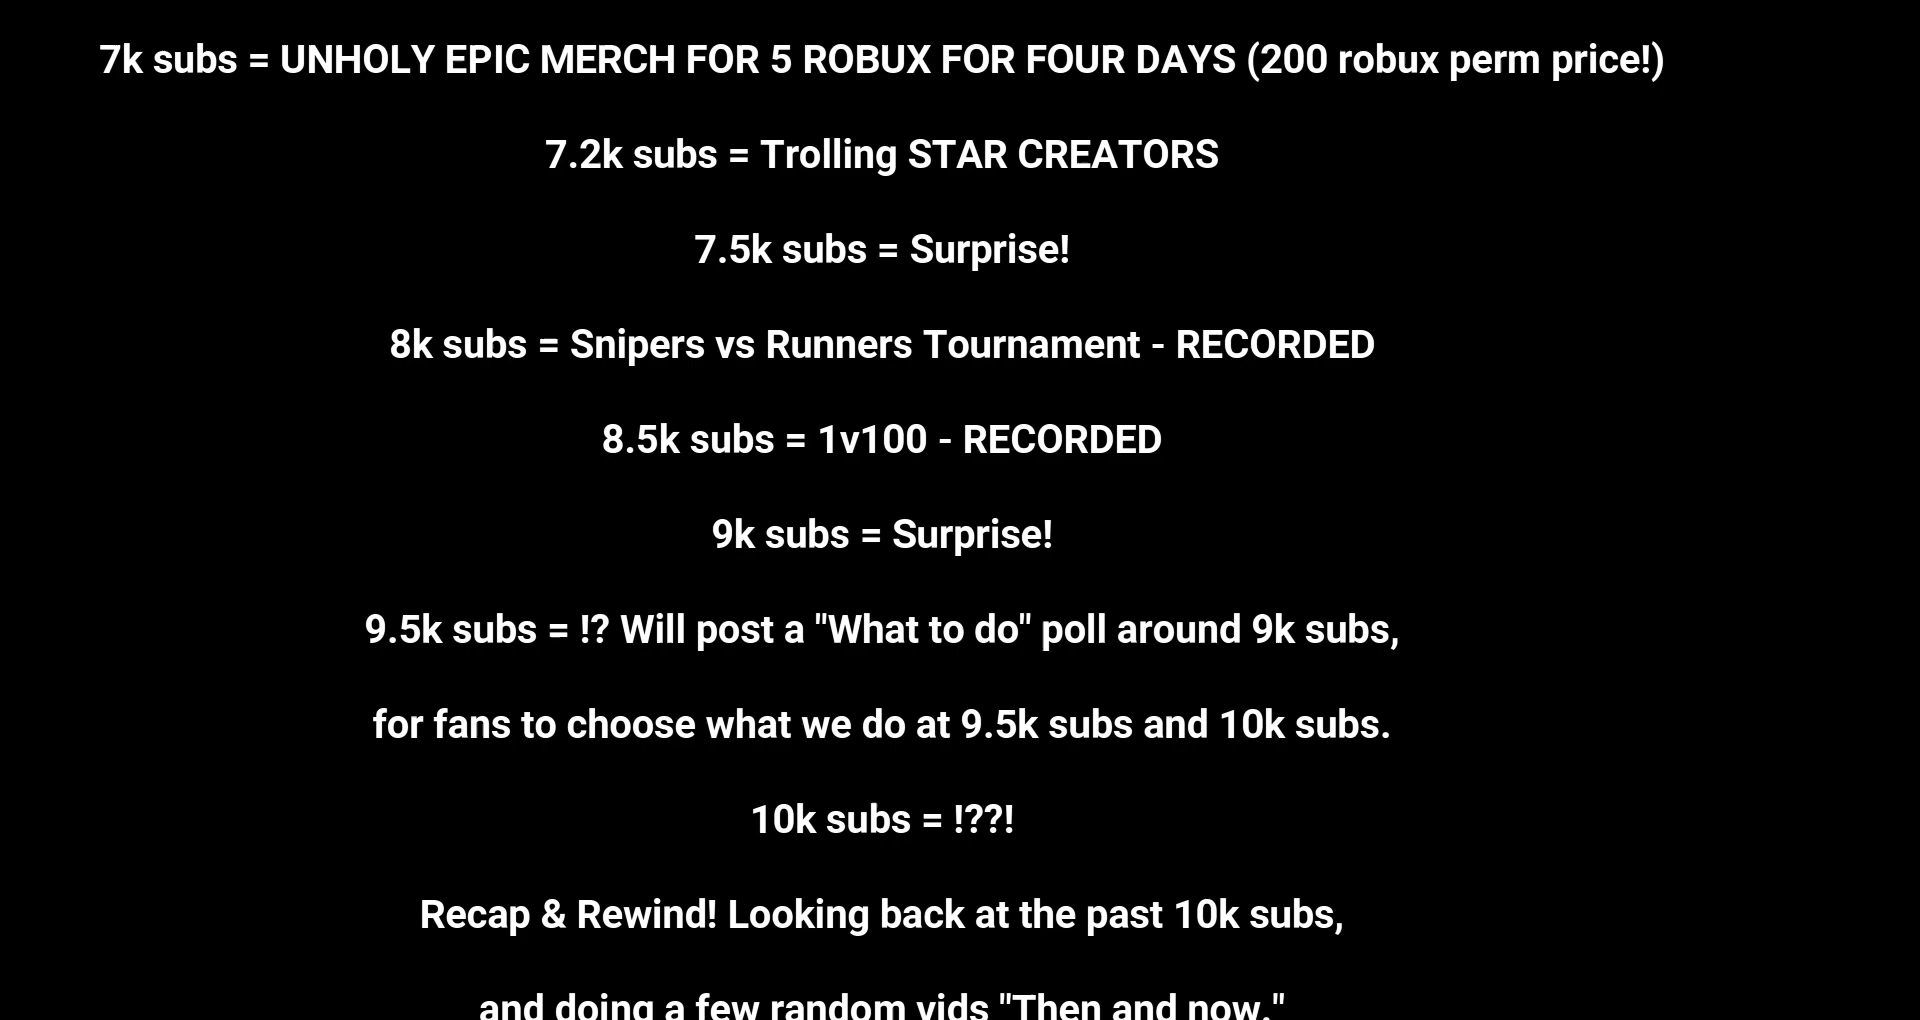 7k subs = UNHOLY EPIC MERCH FOR 5 ROBUX FOR FOUR DAYS (200 robux perm price!)
7.2k subs = Trolling STAR CREATORS
7.5k subs = Surprise!
8k subs = Snipers vs Runners Tournament - RECORDED
8.5k subs = 1v100 - RECORDED
9k subs = Surprise!
9.5k subs = !? Will post a "What to do" poll around 9k subs,
for fans to choose what we do at 9.5k subs and 10k subs.
10k subs = !??!
Recap & Rewind! Looking back at the past 10k subs,
and doing a few random vids "Then and now."